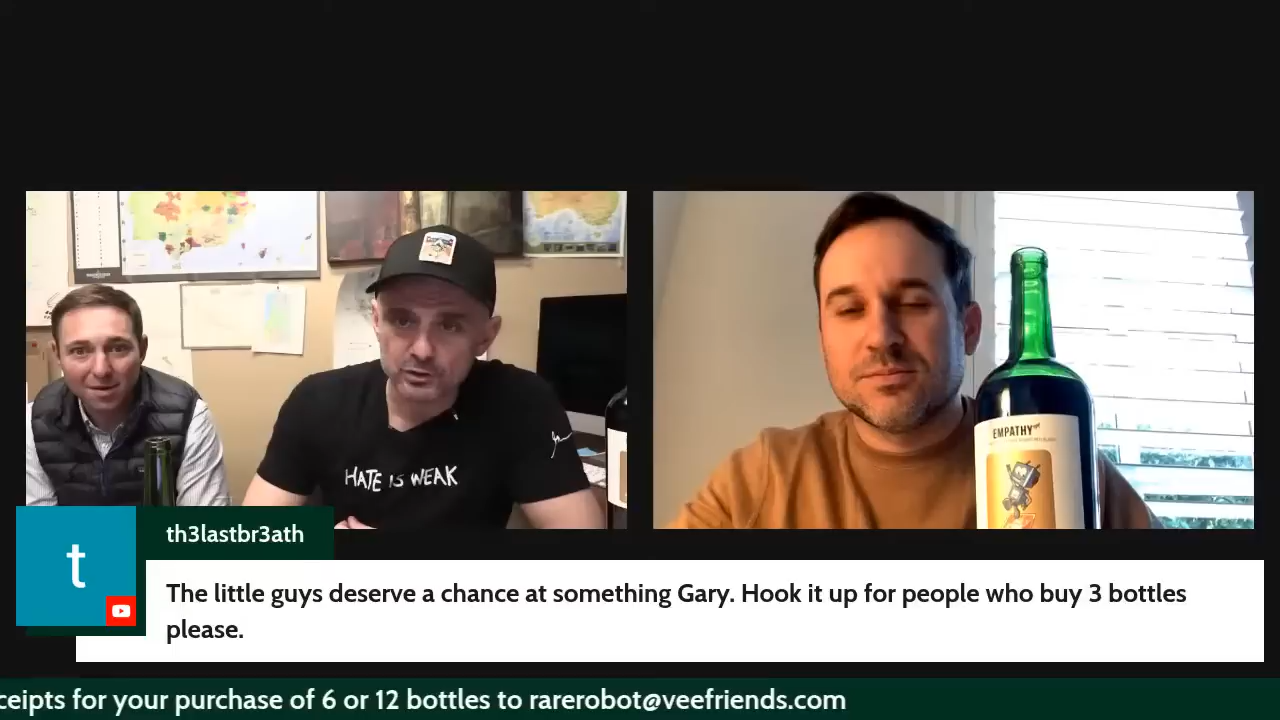 HATE IS WEAK
EMPATHY
t
th3lastbr3ath
The little guys deserve a chance at something Gary. Hook it up for people who buy 3 bottles
please.
ceipts for your purchase of 6 or 12 bottles to rarerobot@veefriends.com